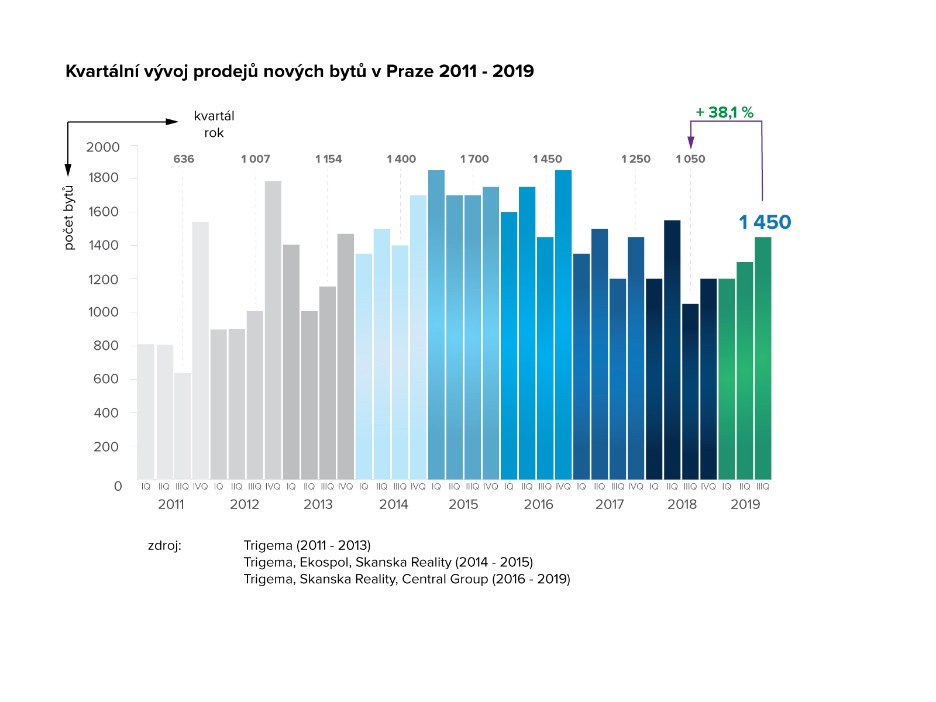 Kvartální vývoj prodejů nových bytů v Praze 2011 - 2019
+ 38,1 %
kvartál
rok
počet bytů
636 1 007 1 154 1 400 1 700 1 450 1 250 1 050
1 450
2000
1800
1600
1400
1200
1000
800
600
400
200
0
IQ IIQ IIIQ IVQ IQ IIQ IIIQ IVQ IQ IIQ IIIQ IVQ IQ IIQ IIIQ IVQ IQ IIQ IIIQ IVQ IQ IIQ IIIQ IVQ IQ IIQ IIIQ IVQ IQ IIQ IIIQ IVQ IQ IIQ IIIQ
2011 2012 2013 2014 2015 2016 2017 2018 2019
zdroj: Trigema (2011 - 2013)
Trigema, Ekospol, Skanska Reality (2014 - 2015)
Trigema, Skanska Reality, Central Group (2016 - 2019)